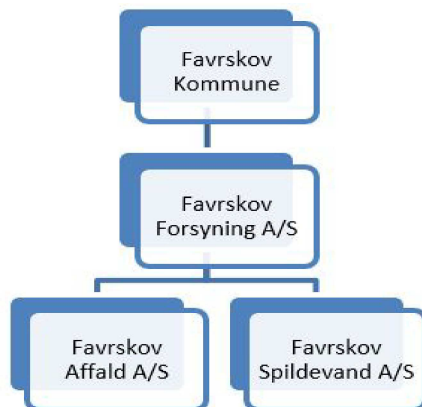 Favrskov
Kommune
Favrskov
Forsyning A/S
Favrskov
Affald A/S
Favrskov
Spildevand A/S